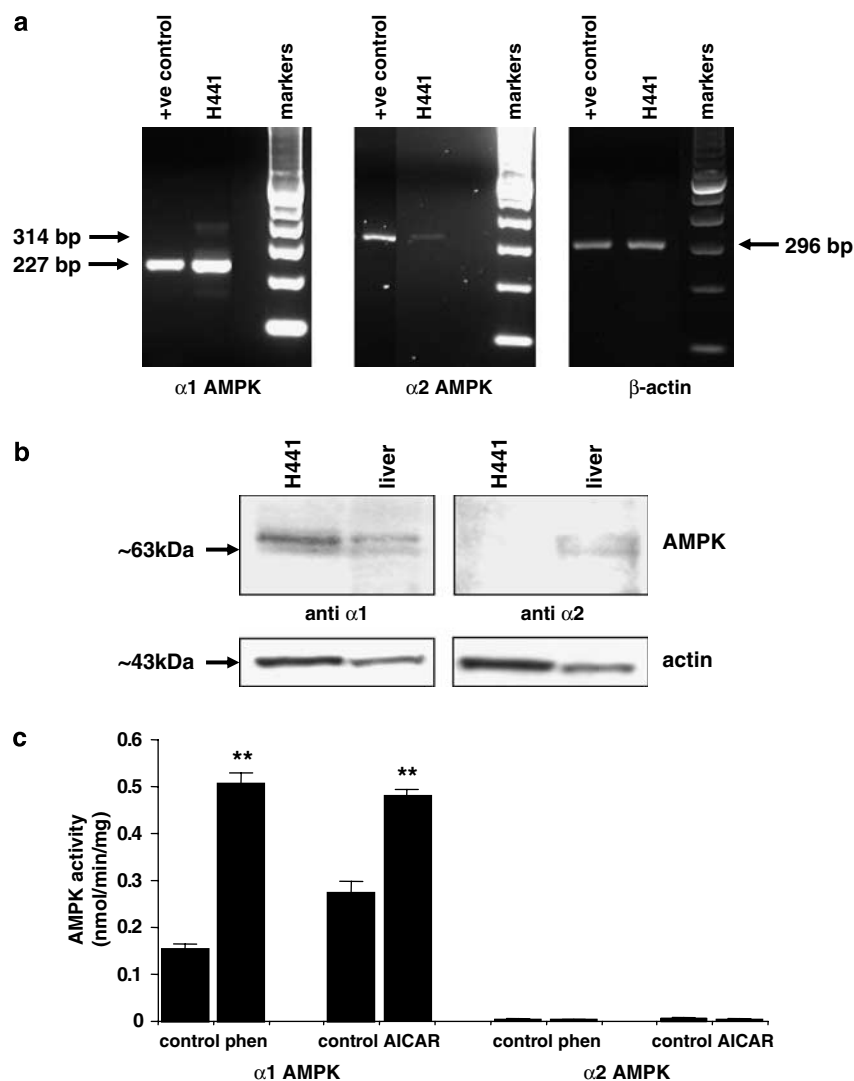 a
+ve control H441 markers
+ve control H441 markers
+ve control H441 markers
314 bp
227 bp
296 bp
α1 AMPK
α2 AMPK
β-actin
b
H441 liver
H441 liver
~63kDa
AMPK
anti α1
anti α2
~43kDa
actin
c
AMPK activity
(nmol/min/mg)
0.6
0.5
0.4
0.3
0.2
0.1
0
**
**
control phen
control AICAR
control phen
control AICAR
α1 AMPK
α2 AMPK